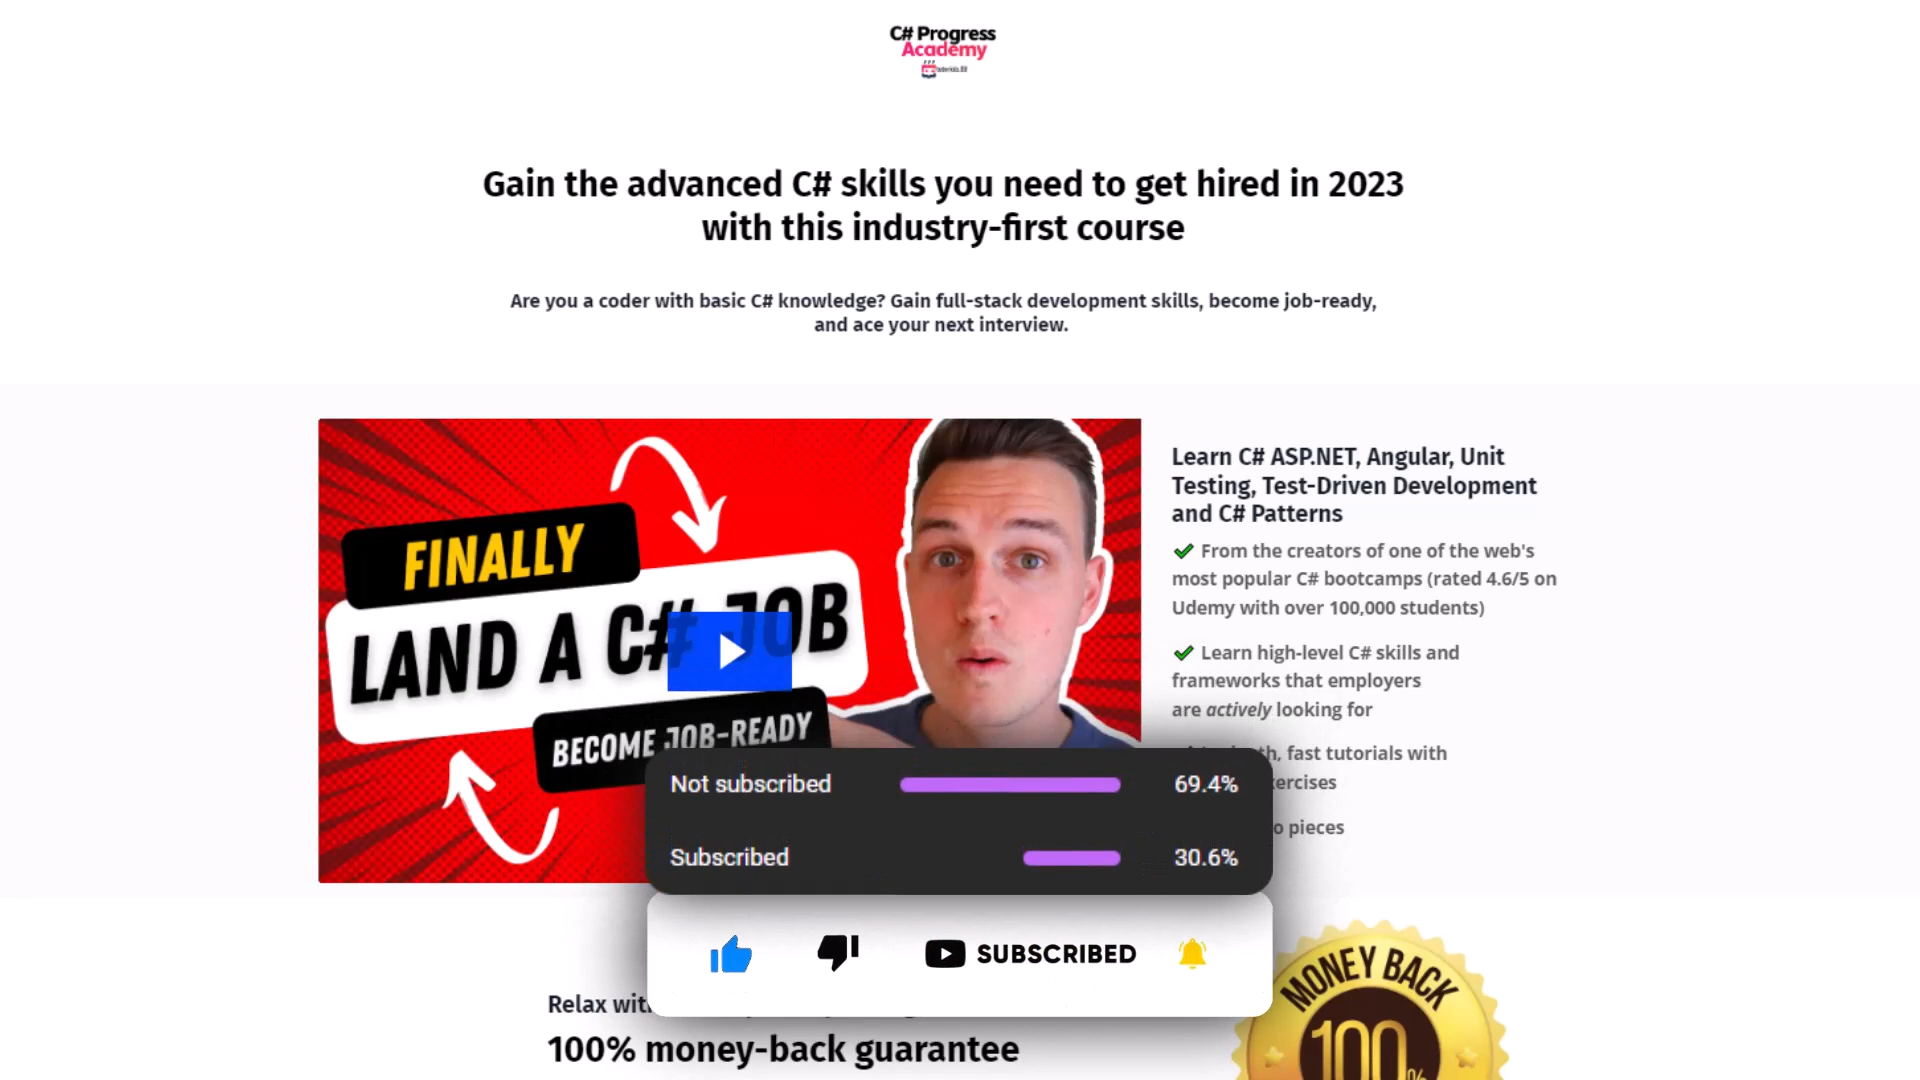 C# Progress
Academy
Gain the advanced C# skills you need to get hired in 2023
with this industry-first course
Are you a coder with basic C# knowledge? Gain full-stack development skills, become job-ready,
and ace your next interview.
FINALLY
LAND A C# JOB
BECOME JOB-READY
Learn C# ASP.NET, Angular, Unit
Testing, Test-Driven Development
and C# Patterns
From the creators of one of the web's
most popular C# bootcamps (rated 4.6/5 on
Udemy with over 100,000 students)
Learn high-level C# skills and
frameworks that employers
are actively looking for
fast tutorials with
pieces
Not subscribed 69.4%
Subscribed 30.6%
SUBSCRIBED
Relax
100% money-back guarantee
MONEY BACK
100%